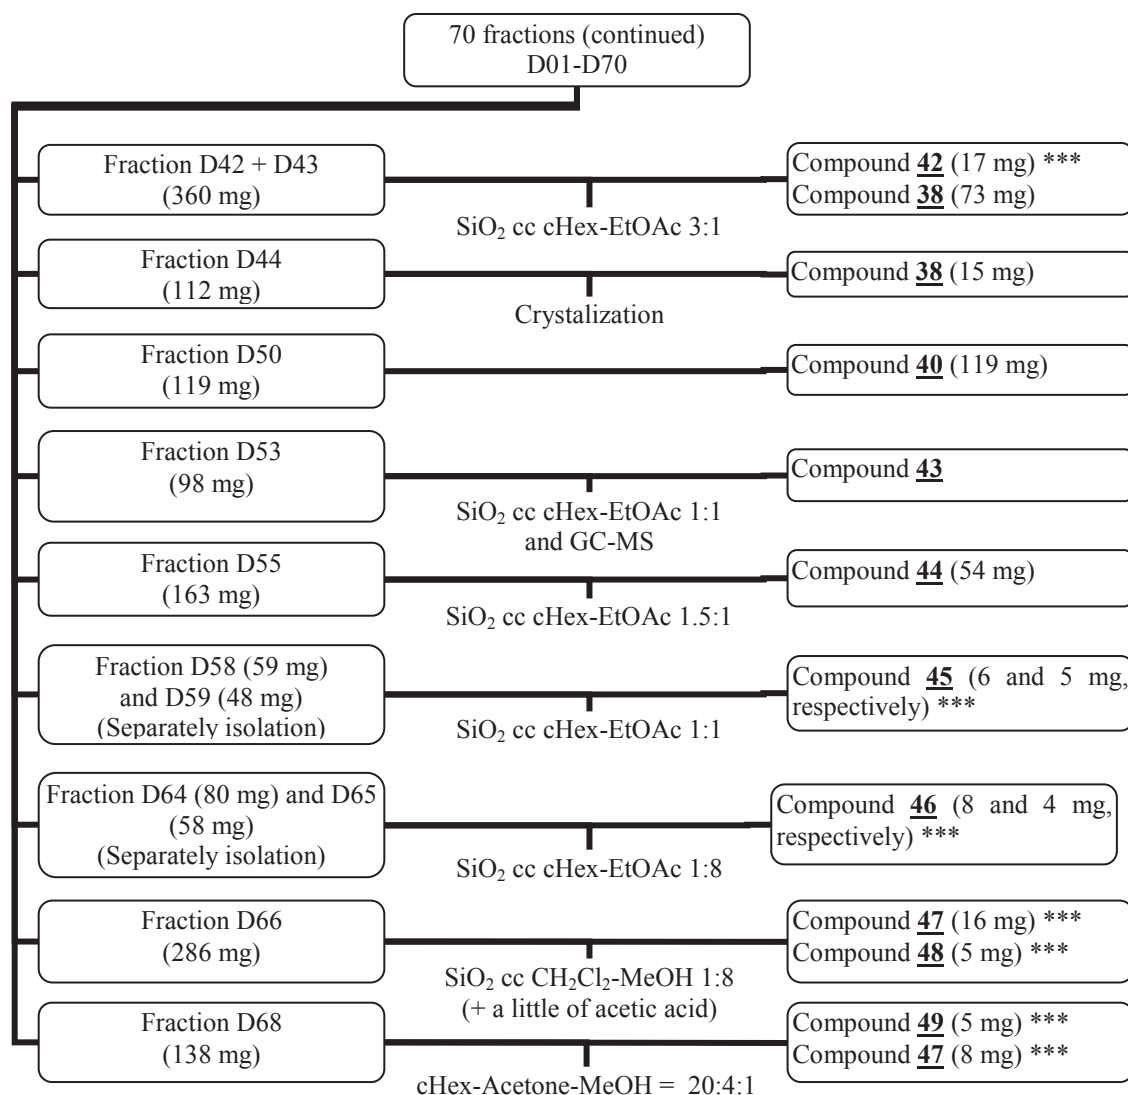 70 fractions (continued)
D01-D70
Fraction D42 + D43
(360 mg)
SiO₂ cc cHex-EtOAc 3:1
Compound 42 (17 mg) ***
Compound 38 (73 mg)
Fraction D44
(112 mg)
Crystalization
Compound 38 (15 mg)
Fraction D50
(119 mg)
Compound 40 (119 mg)
Fraction D53
(98 mg)
SiO₂ cc cHex-EtOAc 1:1
and GC-MS
Compound 43
Fraction D55
(163 mg)
SiO₂ cc cHex-EtOAc 1.5:1
Compound 44 (54 mg)
Fraction D58 (59 mg)
and D59 (48 mg)
(Separately isolation)
SiO₂ cc cHex-EtOAc 1:1
Compound 45 (6 and 5 mg,
respectively) ***
Fraction D64 (80 mg) and D65
(58 mg)
(Separately isolation)
SiO₂ cc cHex-EtOAc 1:8
Compound 46 (8 and 4 mg,
respectively) ***
Fraction D66
(286 mg)
SiO₂ cc CH₂Cl₂-MeOH 1:8
(+ a little of acetic acid)
Compound 47 (16 mg) ***
Compound 48 (5 mg) ***
Fraction D68
(138 mg)
cHex-Acetone-MeOH = 20:4:1
Compound 49 (5 mg) ***
Compound 47 (8 mg) ***